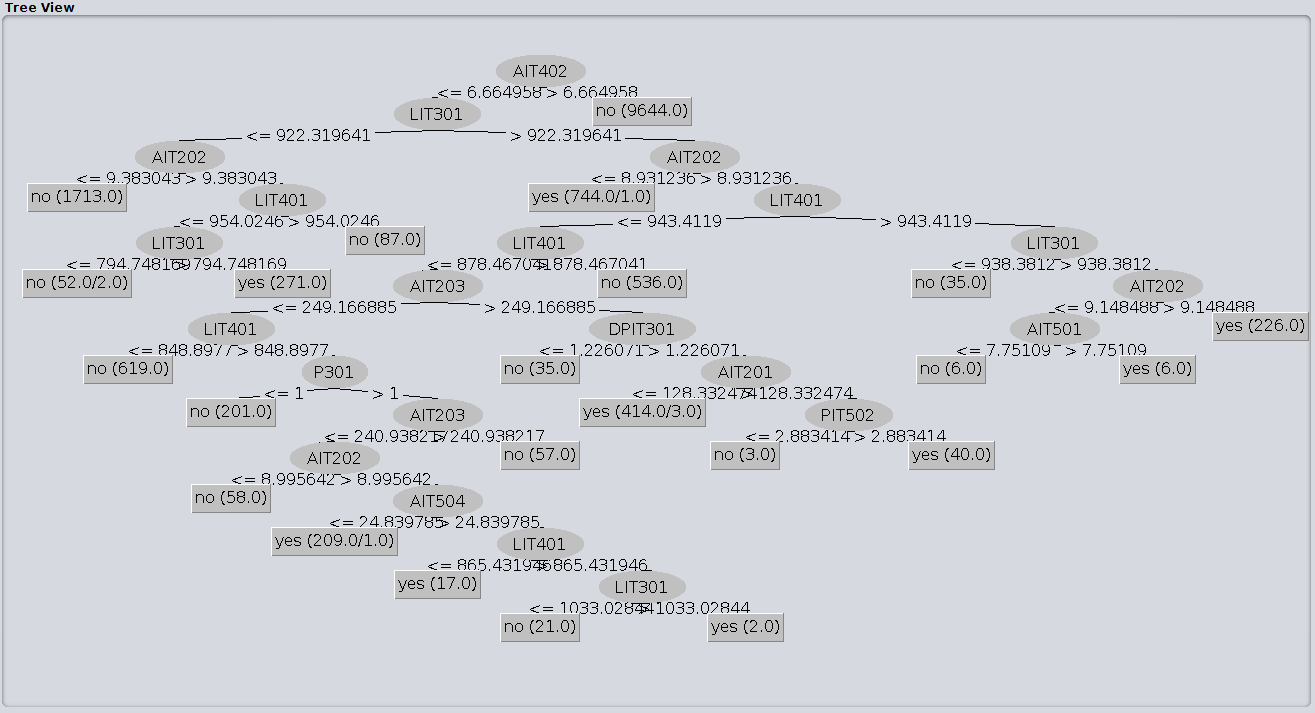 Tree View
AIT402
<= 6.664958 > 6.664958
LIT301 no (9644.0)
<= 922.319641 > 922.319641
AIT202 AIT202
<= 9.383043 > 9.383043 <= 8.931236 > 8.931236
no (1713.0) LIT401 yes (744.0/1.0) LIT401
<= 954.0246 > 954.0246 <= 943.4119 > 943.4119
LIT301 no (87.0) LIT401 LIT301
<= 794.748169 > 794.748169 <= 878.467041 > 878.467041 <= 938.3812 > 938.3812
no (52.0/2.0) yes (271.0) AIT203 no (536.0) no (35.0) AIT202
<= 249.166885 > 249.166885 <= 9.148488 > 9.148488
LIT401 DPIT301 AIT501 yes (226.0)
<= 848.8977 > 848.8977 <= 1.226071 > 1.226071 <= 7.75109 > 7.75109
no (619.0) P301 no (35.0) AIT201 no (6.0) yes (6.0)
<= 1 > 1 <= 128.332474 > 128.332474
no (201.0) AIT203 yes (414.0/3.0) PIT502
<= 240.938217 > 240.938217 <= 2.883414 > 2.883414
AIT202 no (57.0) no (3.0) yes (40.0)
<= 8.995642 > 8.995642
no (58.0) AIT504
<= 24.839785 > 24.839785
yes (209.0/1.0) LIT401
<= 865.431946 > 865.431946
yes (17.0) LIT301
<= 1033.02844 > 1033.02844
no (21.0) yes (2.0)